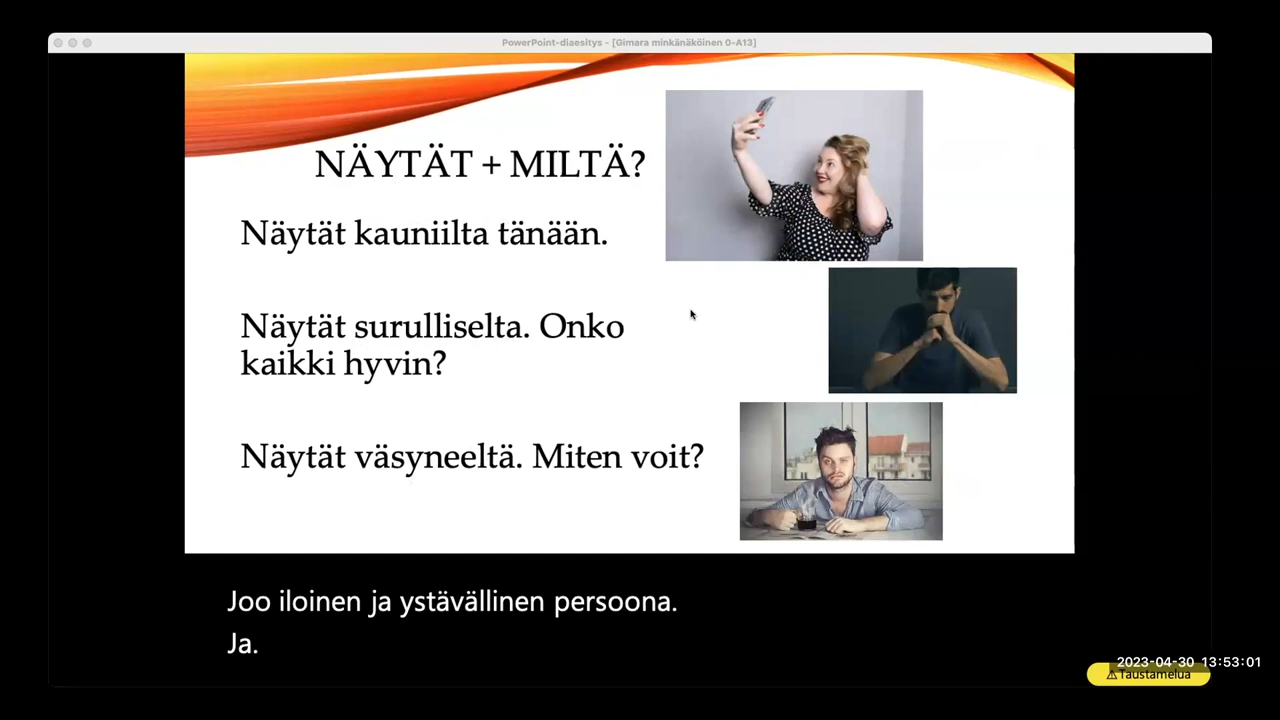 PowerPoint-diaesitys - [Gimara minkänäköinen 0-A13]
NÄYTÄT + MILTÄ?
Näytät kauniilta tänään.
Näytät surulliselta. Onko
kaikki hyvin?
Näytät väsyneeltä. Miten voit?
Joo iloinen ja ystävällinen persoona.
Ja.
2023-04-30 13:53:01
⚠Taustamelua